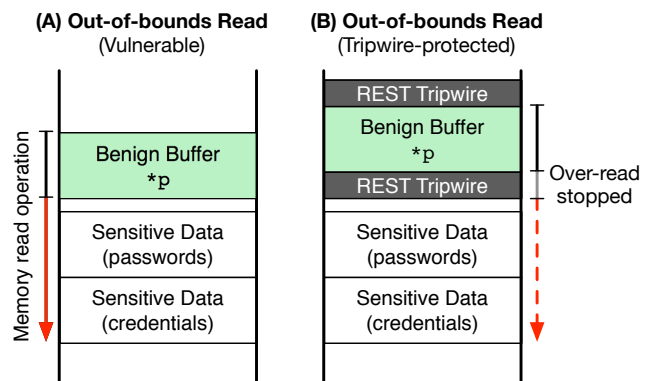 (A) Out-of-bounds Read
(Vulnerable)
Memory read operation
Benign Buffer
*p
Sensitive Data
(passwords)
Sensitive Data
(credentials)
(B) Out-of-bounds Read
(Tripwire-protected)
REST Tripwire
Benign Buffer
*p
REST Tripwire
Over-read
stopped
Sensitive Data
(passwords)
Sensitive Data
(credentials)